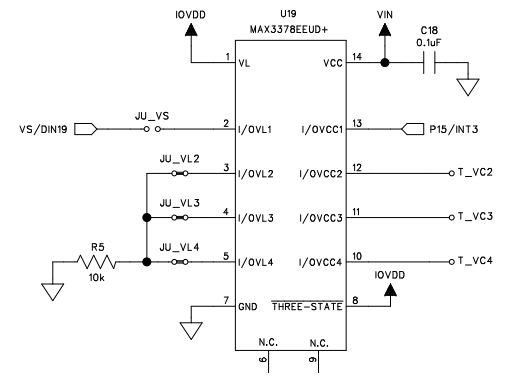 IOVDD
U19
MAX3378EEUD+
VIN
C18
0.1uF
1
VL
VCC
14
VS/DIN19
JU_VS
2
I/OVL1
I/OVCC1
13
P15/INT3
JU_VL2
3
I/OVL2
I/OVCC2
12
T_VC2
JU_VL3
4
I/OVL3
I/OVCC3
11
T_VC3
R5
10k
JU_VL4
5
I/OVL4
I/OVCC4
10
T_VC4
IOVDD
7
GND
THREE-STATE
8
N.C.
N.C.
6
9